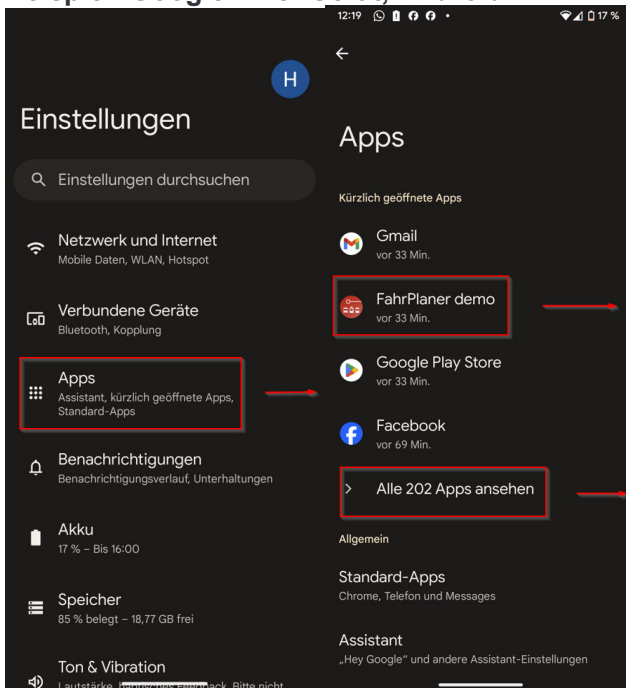 H
Einstellungen
Einstellungen durchsuchen
Netzwerk und Internet
Mobile Daten, WLAN, Hotspot
Verbundene Geräte
Bluetooth, Kopplung
Apps
Assistant, kürzlich geöffnete Apps,
Standard-Apps
Benachrichtigungen
Benachrichtigungsverlauf, Unterhaltungen
Akku
17 % – Bis 16:00
Speicher
85 % belegt – 18,77 GB frei
Ton & Vibration
Lautstärke, haptisches Feedback, Bitte nicht
12:19
17 %
Apps
Kürzlich geöffnete Apps
Gmail
vor 33 Min.
FahrPlaner demo
vor 33 Min.
Google Play Store
vor 33 Min.
Facebook
vor 69 Min.
Alle 202 Apps ansehen
Allgemein
Standard-Apps
Chrome, Telefon und Messages
Assistant
„Hey Google“ und andere Assistant-Einstellungen